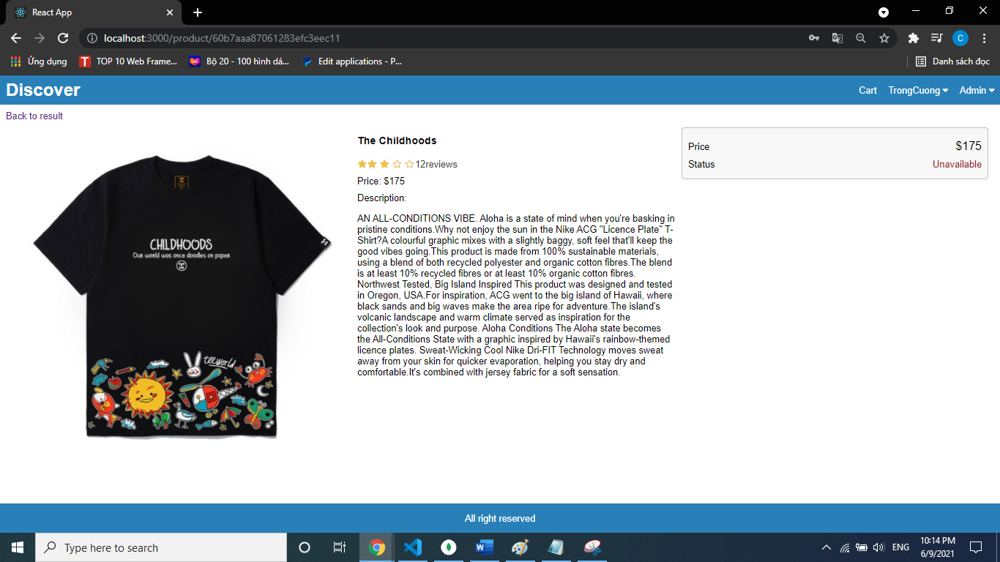 React App
localhost:3000/product/60b7aaa87061283efc3eec11
C
Ứng dụng
TOP 10 Web Frame...
Bộ 20 - 100 hình dá...
Edit applications - P...
Danh sách đọc
Discover
Cart
TrongCuong
Admin
Back to result
CHILDHOODS
Our world was once doodles on paper
teeworld
The Childhoods
12reviews
Price: $175
Description:
AN ALL-CONDITIONS VIBE. Aloha is a state of mind when you're basking in
pristine conditions.Why not enjoy the sun in the Nike ACG "Licence Plate" T-
Shirt?A colourful graphic mixes with a slightly baggy, soft feel that'll keep the
good vibes going.This product is made from 100% sustainable materials,
using a blend of both recycled polyester and organic cotton fibres.The blend
is at least 10% recycled fibres or at least 10% organic cotton fibres.
Northwest Tested, Big Island Inspired This product was designed and tested
in Oregon, USA.For inspiration, ACG went to the big island of Hawaii, where
black sands and big waves make the area ripe for adventure.The island's
volcanic landscape and warm climate served as inspiration for the
collection's look and purpose. Aloha Conditions The Aloha state becomes
the All-Conditions State with a graphic inspired by Hawaii's rainbow-themed
licence plates. Sweat-Wicking Cool Nike Dri-FIT Technology moves sweat
away from your skin for quicker evaporation, helping you stay dry and
comfortable.It's combined with jersey fabric for a soft sensation.
Price $175
Status Unavailable
All right reserved
Type here to search
ENG
10:14 PM
6/9/2021